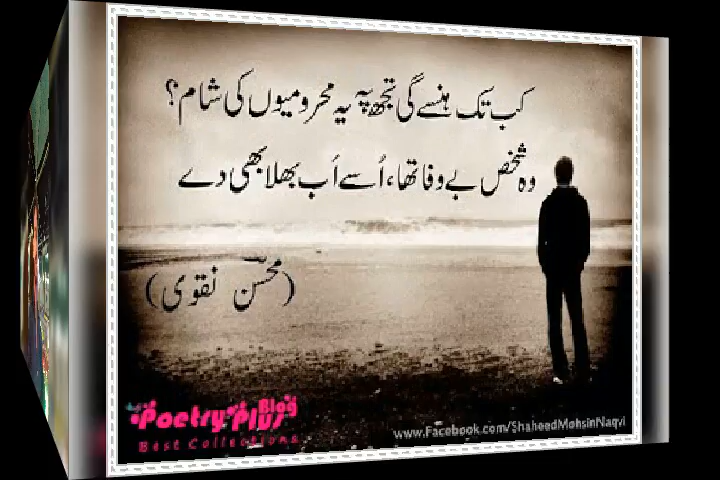 کب تک ہنسے گی تجھ پہ یہ محرومیوں کی شام؟
وہ شخص بے وفا تھا، اُسے اَب بھلا بھی دے
(محسن نقوی)
Poetry Plus Blog
Best Collections
www.Facebook.com/ShaheedMohsinNaqvi